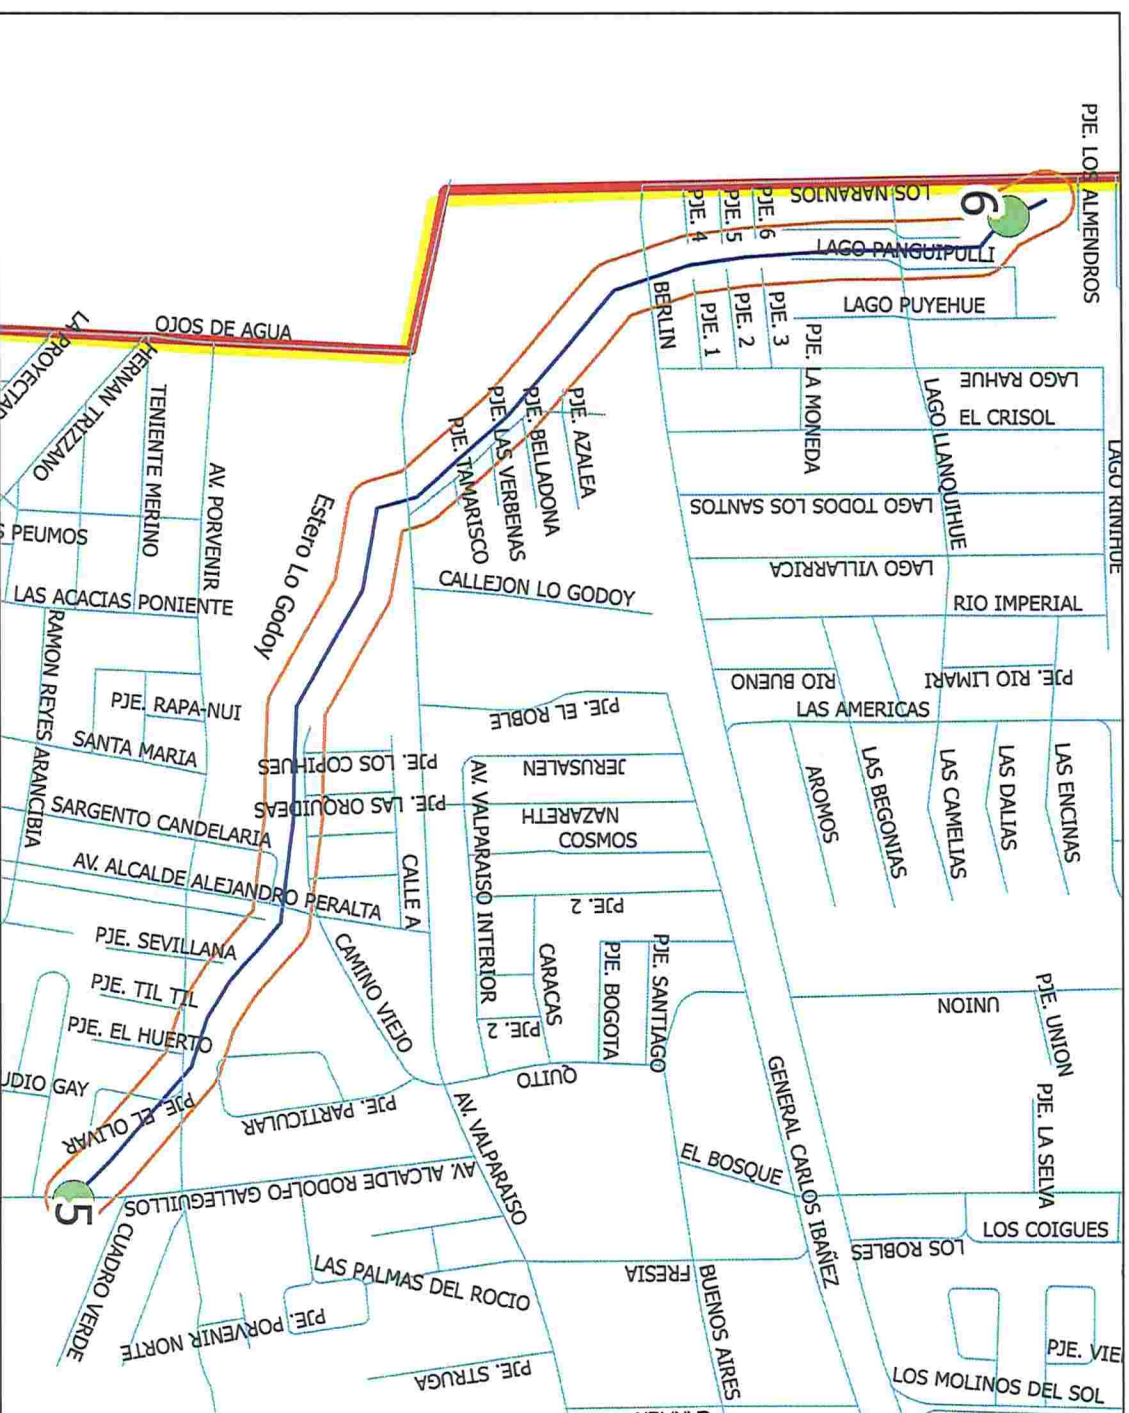 PJE. LOS ALMENDROS
6
LOS NARANJOS
PJE. 6
PJE. 5
PJE. 4
LAGO PANGUIPULLI
LAGO PUYEHUE
BERLIN
PJE. 1
PJE. 2
PJE. 3
PJE. LA MONEDA
LAGO RAHUE
EL CRISOL
LAGO LLANQUIHUE
LAGO RINIHUE
OJOS DE AGUA
HERNAN TRIZZANO
TENIENTE MERINO
AV. PORVENIR
PJE. AZALEA
PJE. BELLADONA
PJE. LAS VERBENAS
PJE. TAMARISCO
LAGO TODOS LOS SANTOS
LAGO VILLARRICA
Estero Lo Godoy
CALLEJON LO GODOY
RIO IMPERIAL
PEUMOS
LAS ACACIAS PONIENTE
RAMON REYES ARANCIBIA
PJE. RAPA-NUI
SANTA MARIA
PJE. EL ROBLE
RIO BUENO
PJE. RIO LIMARI
LAS AMERICAS
PJE. LOS COPIHUES
PJE. LAS ORQUIDEAS
JERUSALEN
NAZARETH
COSMOS
PJE. 2
AROMOS
LAS BEGONIAS
LAS CAMELIAS
LAS DALIAS
LAS ENCINAS
SARGENTO CANDELARIA
AV. ALCALDE ALEJANDRO PERALTA
CALLE A
AV. VALPARAISO INTERIOR
CARACAS
PJE. BOGOTA
PJE. SANTIAGO
PJE. SEVILLANA
CAMINO VIEJO
PJE. TIL TIL
PJE. EL HUERTO
PJE. 2
QUITO
UNION
PJE. UNION
GAY
PJE. EL OLIVAR
PJE. PARTICULAR
AV. VALPARAISO
GENERAL CARLOS IBAÑEZ
PJE. LA SELVA
EL BOSQUE
AV. ALCALDE RODOLFO GALLEGUILLOS
5
CUADRO VERDE
LOS COIGUES
LOS ROBLES
LAS PALMAS DEL ROCIO
FRESIA
BUENOS AIRES
PJE. PORVENIR NORTE
PJE. STRUGA
PJE. VIE
LOS MOLINOS DEL SOL